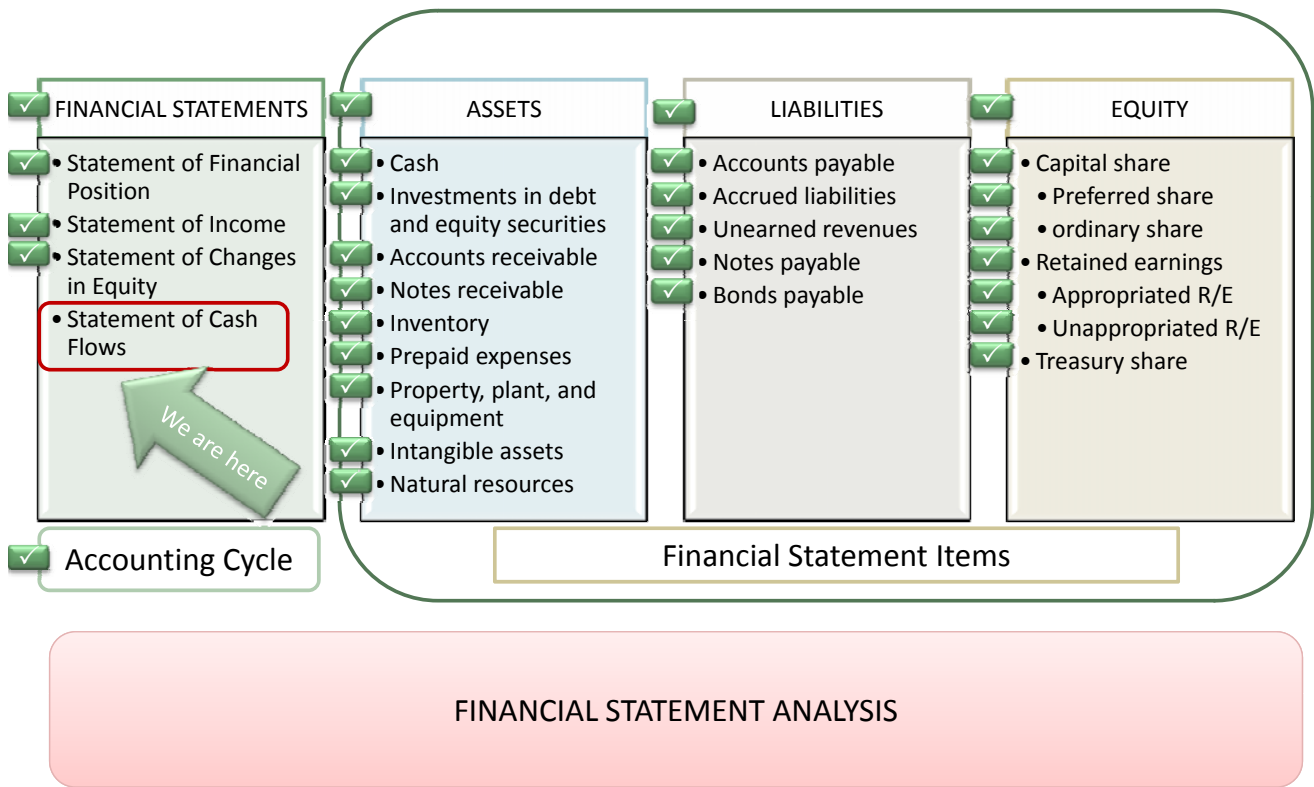 FINANCIAL STATEMENTS
• Statement of Financial
Position
• Statement of Income
• Statement of Changes
in Equity
• Statement of Cash
Flows
We are here
Accounting Cycle
ASSETS
• Cash
• Investments in debt
and equity securities
• Accounts receivable
• Notes receivable
• Inventory
• Prepaid expenses
• Property, plant, and
equipment
• Intangible assets
• Natural resources
LIABILITIES
• Accounts payable
• Accrued liabilities
• Unearned revenues
• Notes payable
• Bonds payable
EQUITY
• Capital share
• Preferred share
• ordinary share
• Retained earnings
• Appropriated R/E
• Unappropriated R/E
• Treasury share
Financial Statement Items
FINANCIAL STATEMENT ANALYSIS